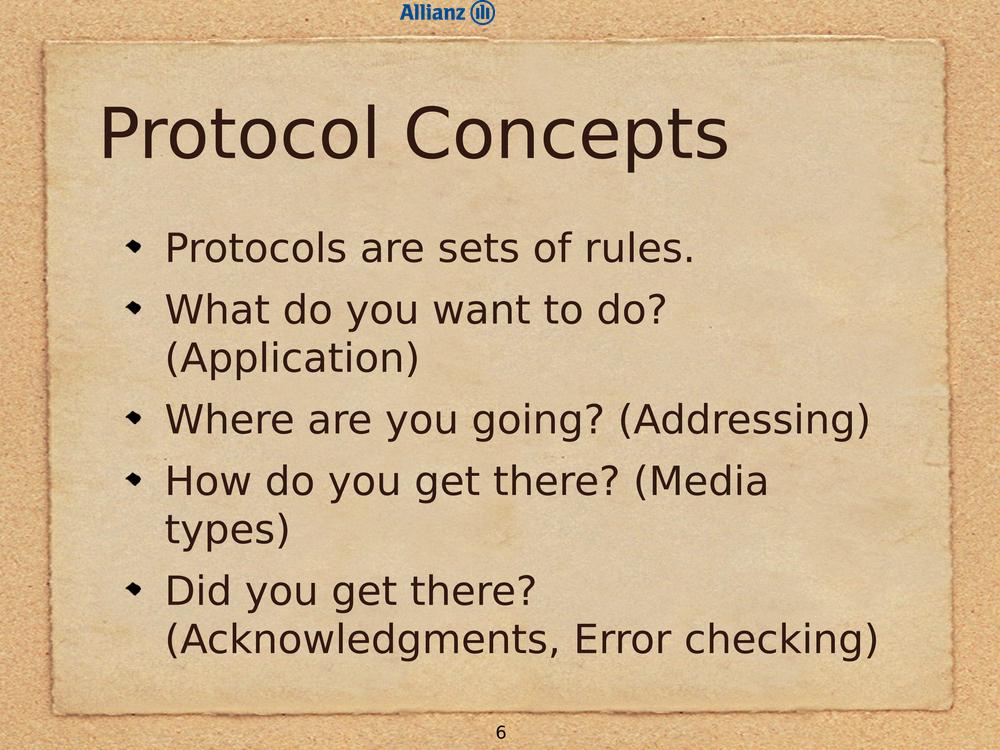 Allianz
Protocol Concepts
Protocols are sets of rules.
What do you want to do?
(Application)
Where are you going? (Addressing)
How do you get there? (Media
types)
Did you get there?
(Acknowledgments, Error checking)
6